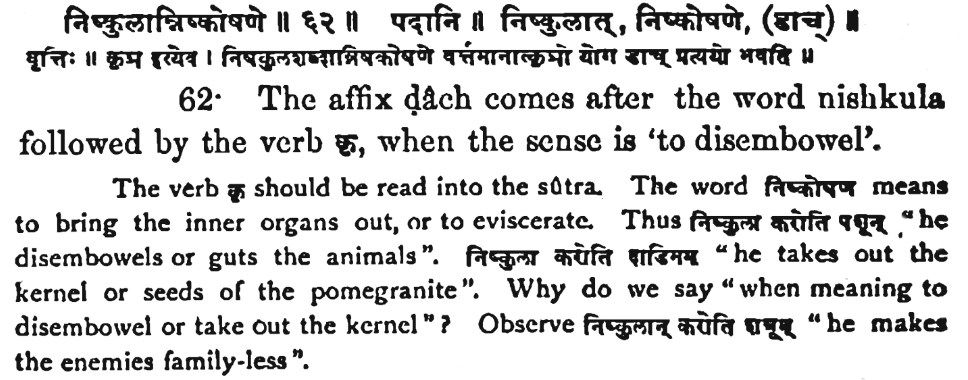 निष्कुलान्निष्कोषणे ॥ ६२ ॥ पदानि ॥ निष्कुलात्, निष्कोषणे, (डाच्) ॥
वृत्तिः ॥ कृञ इत्येव । निष्कुलशब्दान्निष्कोषणे वर्त्तमानात्कृञो योगे डाच् प्रत्ययो भवति ॥
62· The affix ḍâch comes after the word nishkula
followed by the verb कृ, when the sense is 'to disembowel'.
The verb कृ should be read into the sûtra. The word निष्कोषण means
to bring the inner organs out, or to eviscerate. Thus निष्कुला करोति पशून् "he
disembowels or guts the animals". निष्कुला करोति दाडिमम् "he takes out the
kernel or seeds of the pomegranite". Why do we say "when meaning to
disembowel or take out the kernel"? Observe निष्कुलान् करोति शत्रून् "he makes
the enemies family-less".